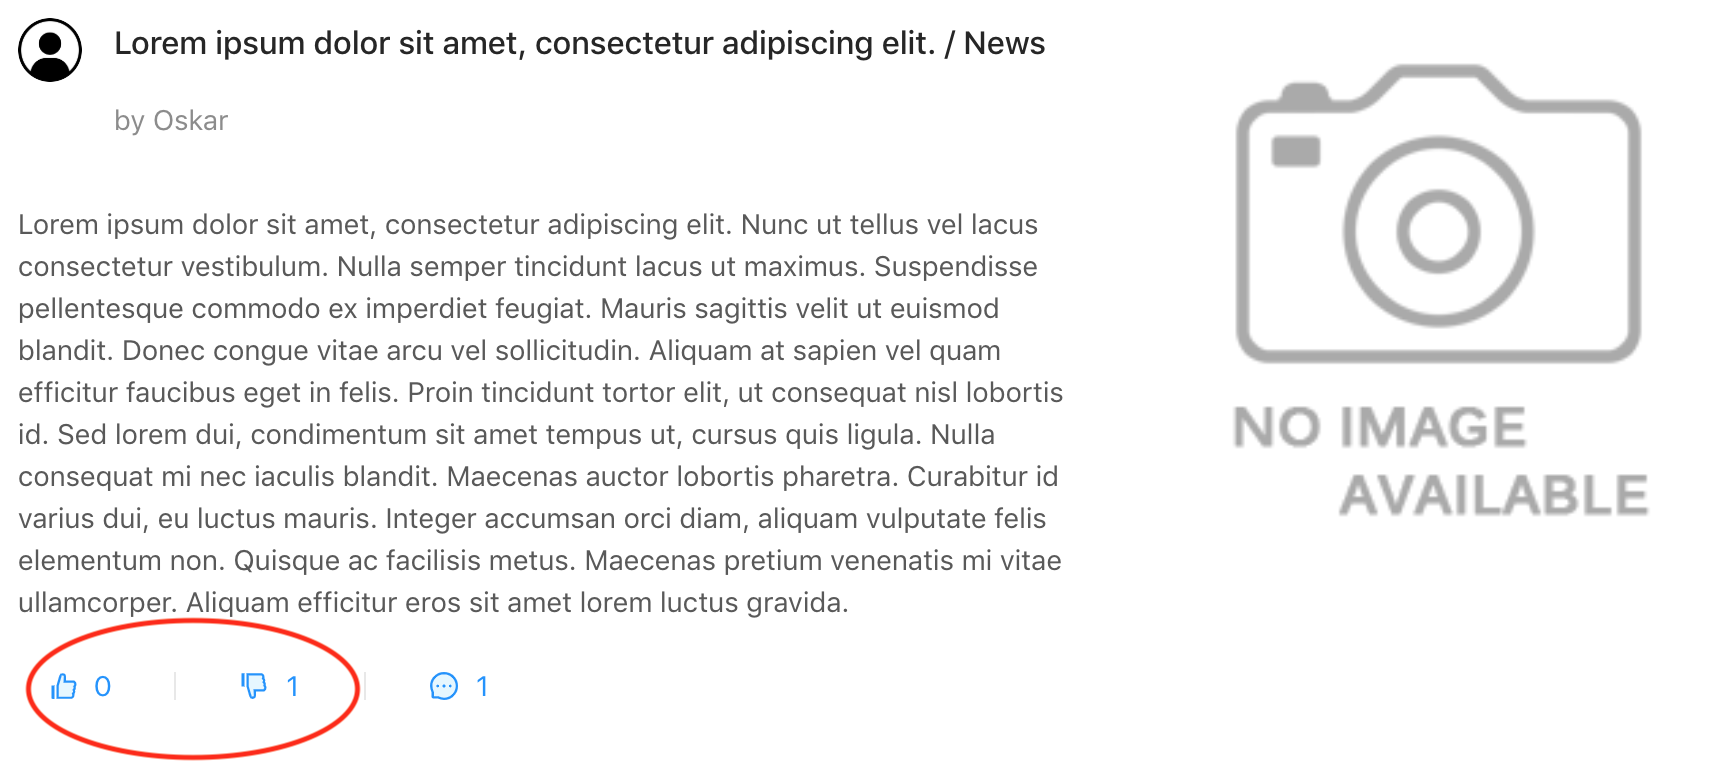 Lorem ipsum dolor sit amet, consectetur adipiscing elit. / News
by Oskar
Lorem ipsum dolor sit amet, consectetur adipiscing elit. Nunc ut tellus vel lacus
consectetur vestibulum. Nulla semper tincidunt lacus ut maximus. Suspendisse
pellentesque commodo ex imperdiet feugiat. Mauris sagittis velit ut euismod
blandit. Donec congue vitae arcu vel sollicitudin. Aliquam at sapien vel quam
efficitur faucibus eget in felis. Proin tincidunt tortor elit, ut consequat nisl lobortis
id. Sed lorem dui, condimentum sit amet tempus ut, cursus quis ligula. Nulla
consequat mi nec iaculis blandit. Maecenas auctor lobortis pharetra. Curabitur id
varius dui, eu luctus mauris. Integer accumsan orci diam, aliquam vulputate felis
elementum non. Quisque ac facilisis metus. Maecenas pretium venenatis mi vitae
ullamcorper. Aliquam efficitur eros sit amet lorem luctus gravida.
0 1 1
NO IMAGE
AVAILABLE